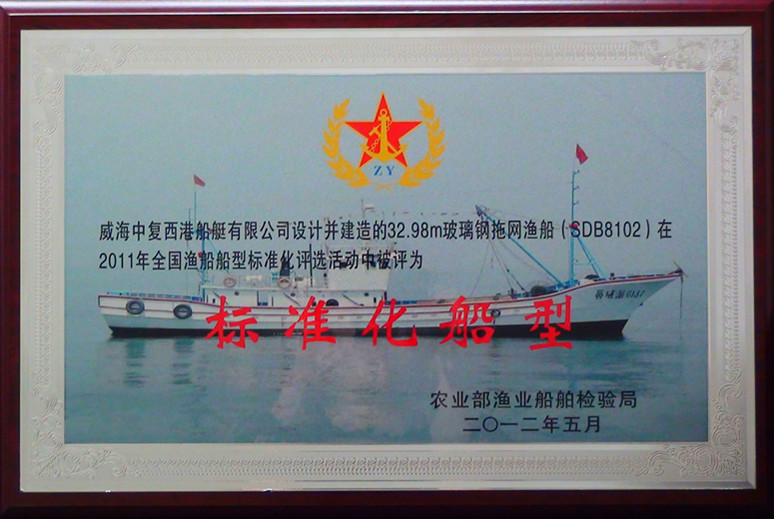 ZY
威海中复西港船艇有限公司设计并建造的32.98m玻璃钢拖网渔船（SDB8102）在
2011年全国渔船船型标准化评选活动中被评为
标准化船型
农业部渔业船舶检验局
二〇一二年五月